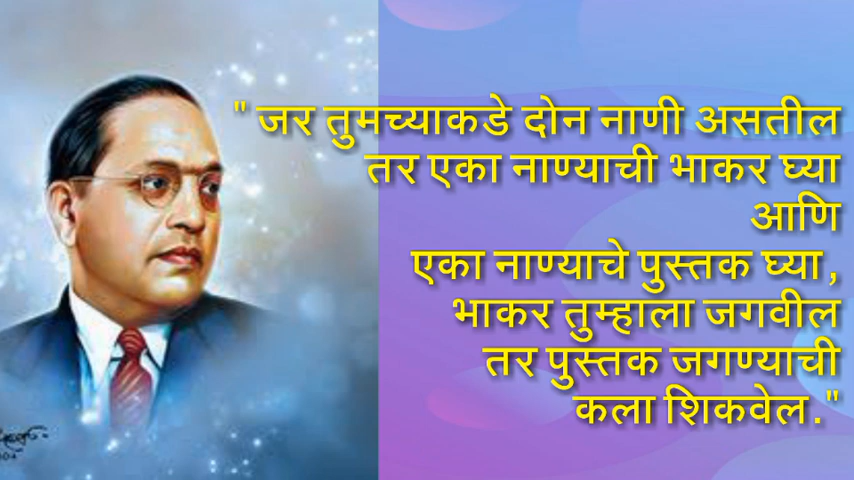 " जर तुमच्याकडे दोन नाणी असतील
तर एका नाण्याची भाकर घ्या
आणि
एका नाण्याचे पुस्तक घ्या,
भाकर तुम्हाला जगवील
तर पुस्तक जगण्याची
कला शिकवेल."